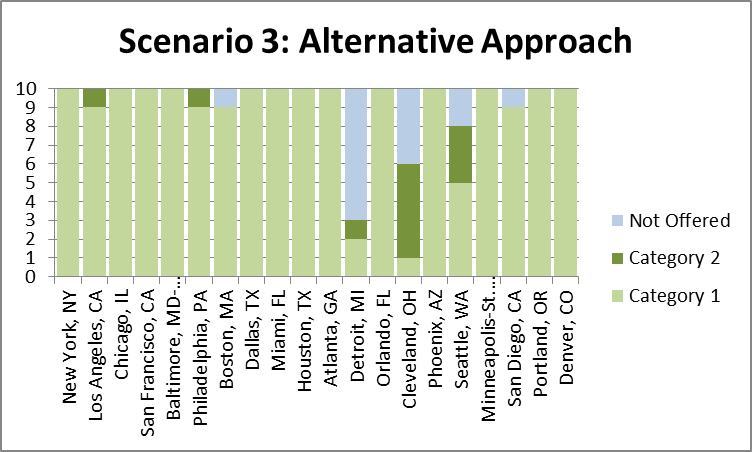 Scenario 3: Alternative Approach
10
9
8
7
6
5
4
3
2
1
0
Not Offered
Category 2
Category 1
New York, NY
Los Angeles, CA
Chicago, IL
San Francisco, CA
Baltimore, MD-…
Philadelphia, PA
Boston, MA
Dallas, TX
Miami, FL
Houston, TX
Atlanta, GA
Detroit, MI
Orlando, FL
Cleveland, OH
Phoenix, AZ
Seattle, WA
Minneapolis-St.…
San Diego, CA
Portland, OR
Denver, CO